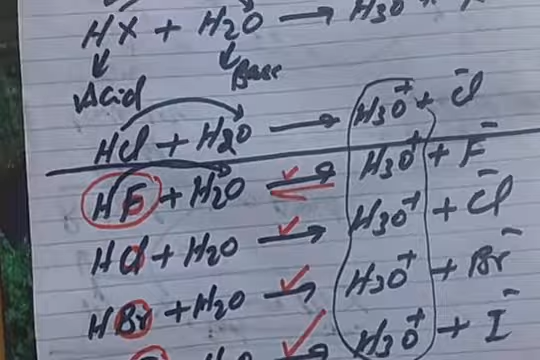 HX + H2O → H3O
Acid Base
HCl + H2O → H3O+ + Cl-
HF + H2O ⇌ H3O+ + F-
HCl + H2O → H3O+ + Cl-
HBr + H2O → H3O+ + Br-
H2O → H3O+ + I-